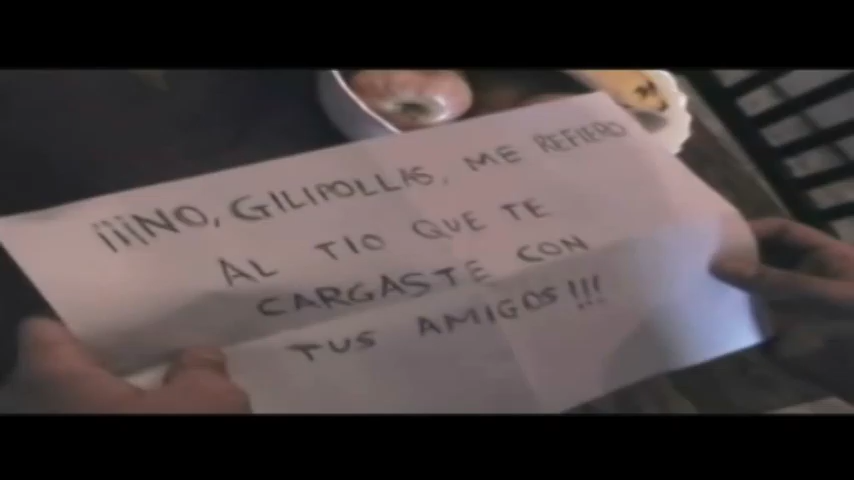 ¡¡¡NO, GILIPOLLAS, ME REFIERO
AL TIO QUE TE
CARGASTE CON
TUS AMIGOS!!!